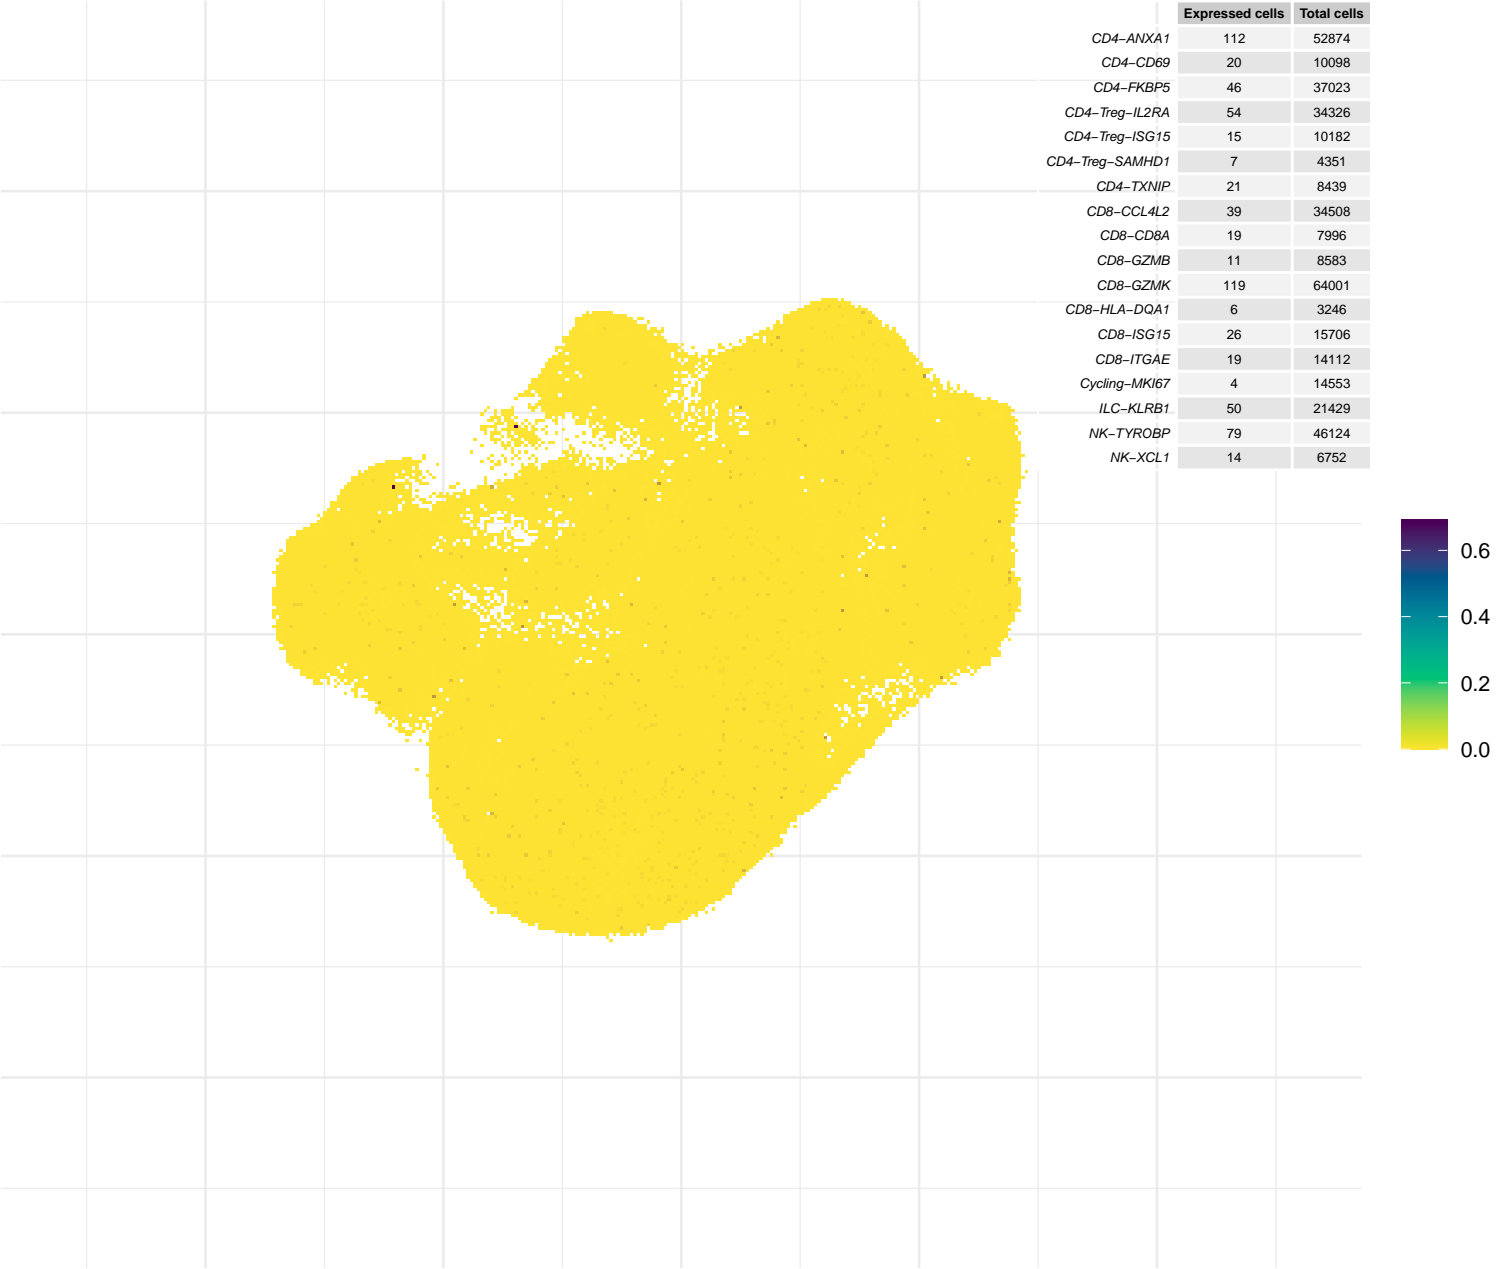 Expressed cells Total cells
CD4−ANXA1 112 52874
CD4−CD69 20 10098
CD4−FKBP5 46 37023
CD4−Treg−IL2RA 54 34326
CD4−Treg−ISG15 15 10182
CD4−Treg−SAMHD1 7 4351
CD4−TXNIP 21 8439
CD8−CCL4L2 39 34508
CD8−CD8A 19 7996
CD8−GZMB 11 8583
CD8−GZMK 119 64001
CD8−HLA−DQA1 6 3246
CD8−ISG15 26 15706
CD8−ITGAE 19 14112
Cycling−MKI67 4 14553
ILC−KLRB1 50 21429
NK−TYROBP 79 46124
NK−XCL1 14 6752
0.6
0.4
0.2
0.0